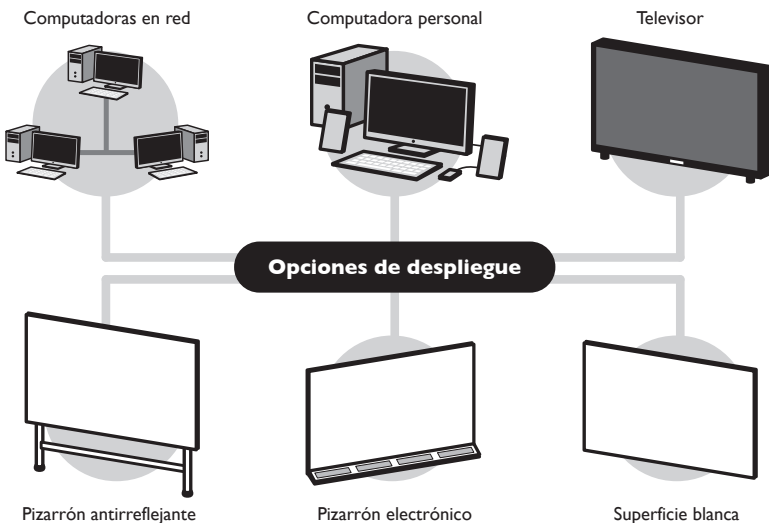 Computadoras en red
Computadora personal
Televisor
Opciones de despliegue
Pizarrón antirreflejante
Pizarrón electrónico
Superficie blanca